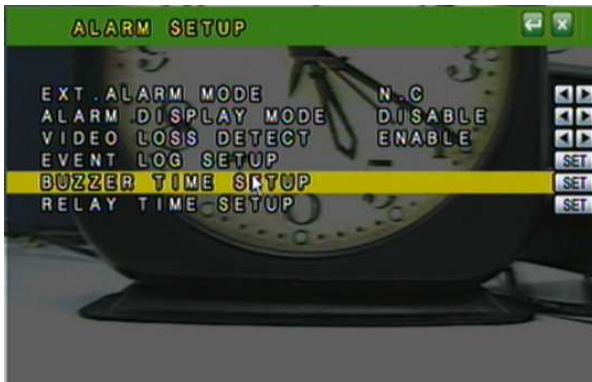 ALARM SETUP
EXT.ALARM MODE N.C
ALARM DISPLAY MODE DISABLE
VIDEO LOSS DETECT ENABLE
EVENT LOG SETUP SET
BUZZER TIME SETUP SET
RELAY TIME SETUP SET